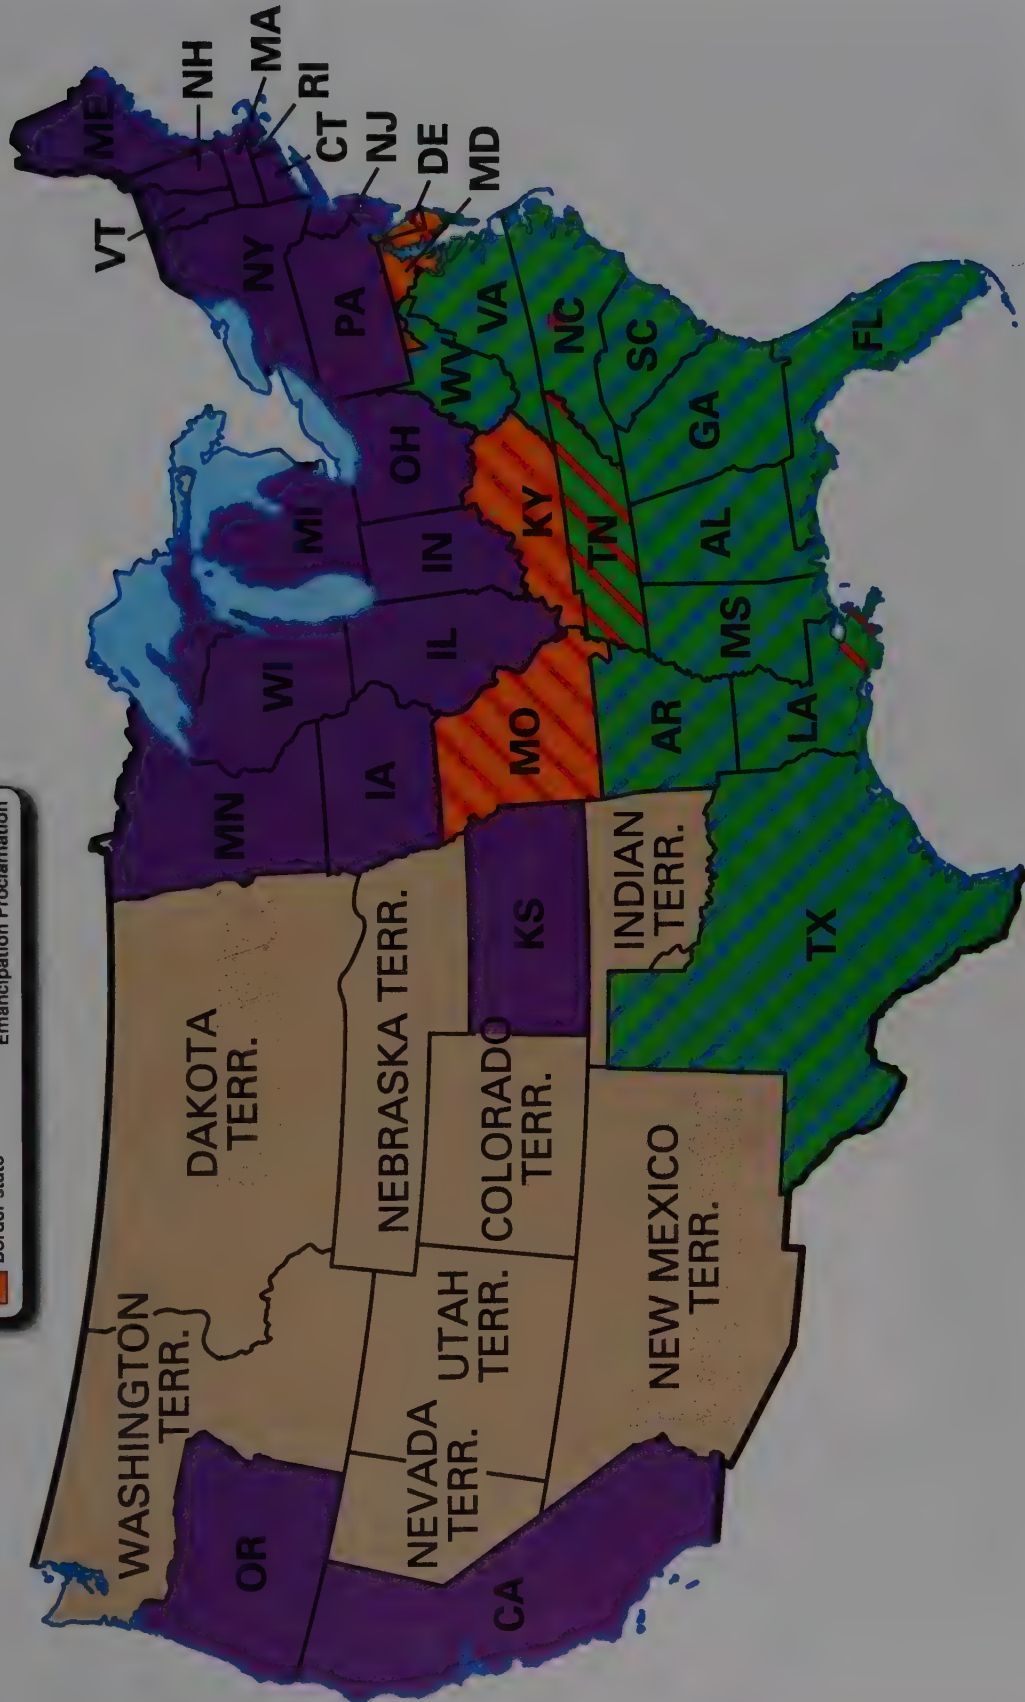 Border state
Emancipation Proclamation
WASHINGTON
TERR.
DAKOTA
TERR.
MN
WI
MI
VT
ME
NH
MA
RI
CT
NJ
DE
MD
NY
PA
OR
NEVADA
TERR.
UTAH
TERR.
NEBRASKA TERR.
COLORADO
TERR.
IA
IL
IN
OH
WV
VA
CA
NEW MEXICO
TERR.
KS
MO
KY
INDIAN
TERR.
TN
NC
SC
AR
TX
LA
MS
AL
GA
FL